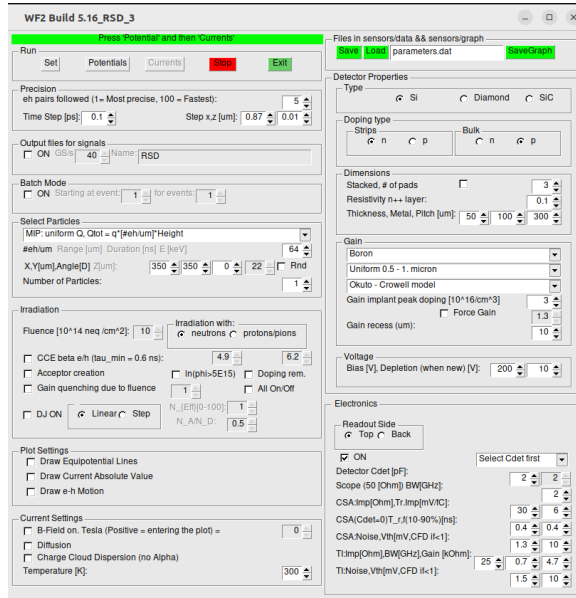 WF2 Build 5.16_RSD_3
Press 'Potential' and then 'Currents'
Run
Set Potentials Currents Stop Exit
Precision
eh pairs followed (1= Most precise, 100 = Fastest): 5
Time Step [ps]: 0.1 Step x,z [um]: 0.87 0.01
Output files for signals
ON GS/s 40 Name: RSD
Batch Mode
ON Starting at event: 1 for events: 1
Select Particles
MIP: uniform Q, Qtot = q*[#eh/um]*Height
#eh/um Range [um] Duration [ns] E [keV] 64
X,Y[um],Angle[D] Z[um]: 350 350 0 22 Rnd
Number of Particles: 1
Irradiation
Irradiation with:
Fluence [10^14 neq /cm^2]: 10 neutrons protons/pions
CCE beta e/h (tau_min = 0.6 ns): 4.9 6.2
Acceptor creation ln(phi>5E15) Doping rem.
Gain quenching due to fluence 1 All On/Off
DJ ON Linear Step N_{Eff}[0-100]: 1
N_A/N_D: 0.5
Plot Settings
Draw Equipotential Lines
Draw Current Absolute Value
Draw e-h Motion
Current Settings
B-Field on. Tesla (Positive = entering the plot) = 0
Diffusion
Charge Cloud Dispersion (no Alpha)
Temperature [K]: 300
Files in sensors/data && sensors/graph
Save Load parameters.dat SaveGraph
Detector Properties
Type
Si Diamond SiC
Doping type
Strips Bulk
n p n p
Dimensions
Stacked, # of pads 3
Resistivity n++ layer: 0.1
Thickness, Metal, Pitch [um]: 50 100 300
Gain
Boron
Uniform 0.5 - 1. micron
Okuto - Crowell model
Gain implant peak doping [10^16/cm^3] 3
Force Gain 1.3
Gain recess (um): 10
Voltage
Bias [V], Depletion (when new) [V]: 200 10
Electronics
Readout Side
Top Back
ON Select Cdet first
Detector Cdet [pF]: 2 2
Scope (50 [Ohm]) BW[GHz]: 2
CSA:Imp[Ohm],Tr.Imp[mV/fC]: 30 6
CSA(Cdet=0)T_r,f(10-90%)[ns]: 0.4 0.4
CSA:Noise,Vth[mV,CFD if<1]: 1.3 10
TI:Imp[Ohm],BW[GHz],Gain [kOhm]: 25 0.7 4.7
TI:Noise,Vth[mV,CFD if<1]: 1.5 10